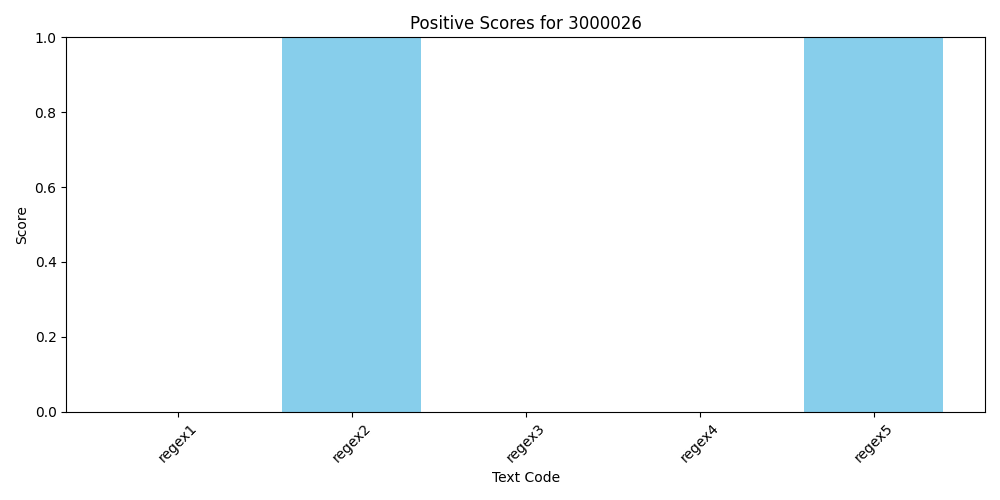 Positive Scores for 3000026
1.0
0.8
0.6
0.4
0.2
0.0
Score
regex1
regex2
regex3
regex4
regex5
Text Code